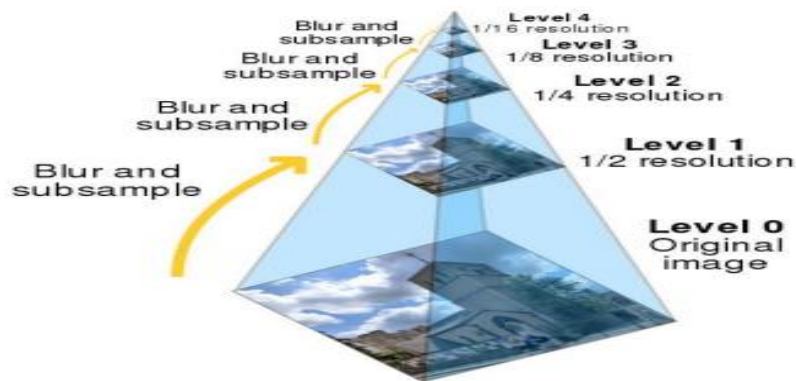 Level 4
1/16 resolution
Blur and
subsample
Level 3
1/8 resolution
Blur and
subsample
Level 2
1/4 resolution
Blur and
subsample
Level 1
1/2 resolution
Blur and
subsample
Level 0
Original
image